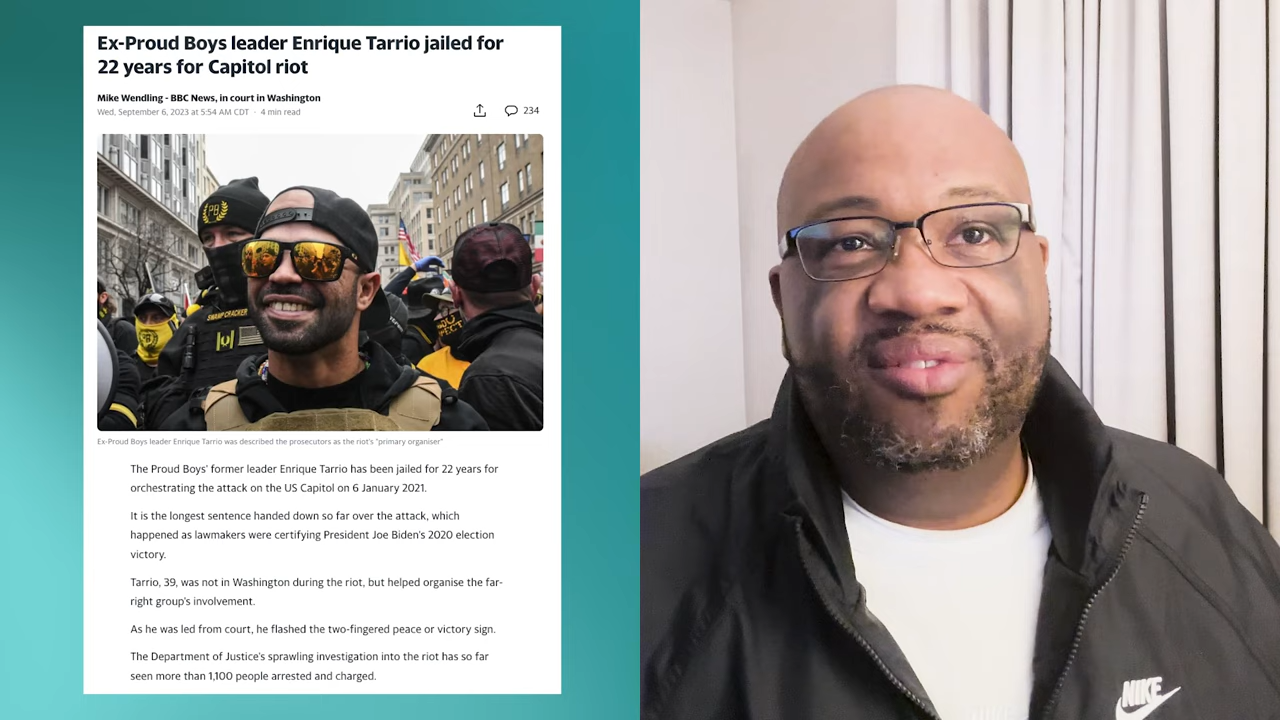 Ex-Proud Boys leader Enrique Tarrio jailed for
22 years for Capitol riot
Mike Wendling - BBC News, in court in Washington
Wed, September 6, 2023 at 5:54 AM CDT · 4 min read
234
PB
SWAMP CRACKER
Ex-Proud Boys leader Enrique Tarrio was described the prosecutors as the riot's "primary organiser"
The Proud Boys' former leader Enrique Tarrio has been jailed for 22 years for
orchestrating the attack on the US Capitol on 6 January 2021.
It is the longest sentence handed down so far over the attack, which
happened as lawmakers were certifying President Joe Biden's 2020 election
victory.
Tarrio, 39, was not in Washington during the riot, but helped organise the far-
right group's involvement.
As he was led from court, he flashed the two-fingered peace or victory sign.
The Department of Justice's sprawling investigation into the riot has so far
seen more than 1,100 people arrested and charged.
NIKE